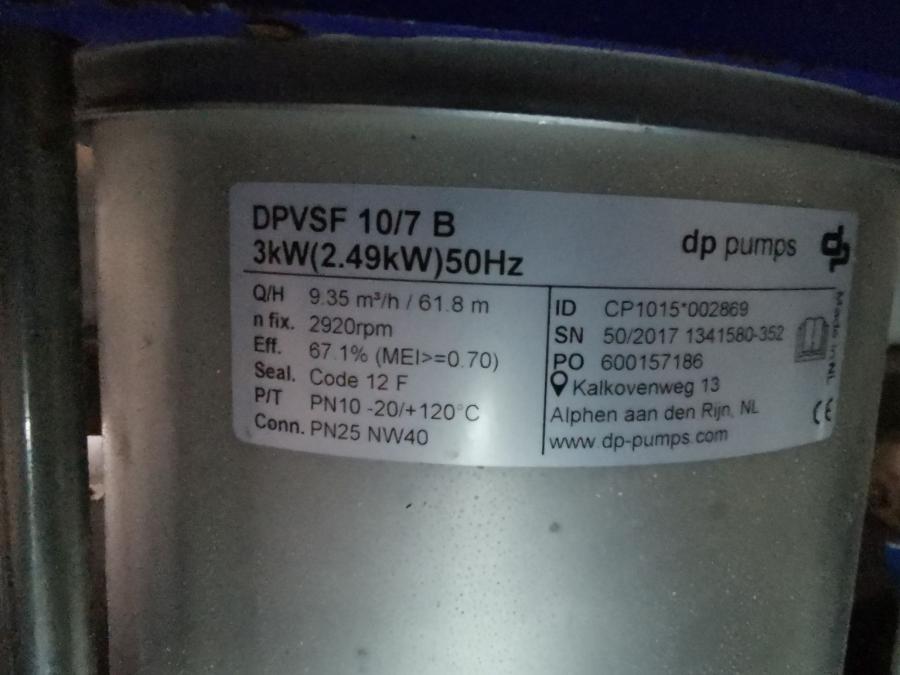 DPVSF 10/7 B
3kW(2.49kW)50Hz
dp pumps
dp
Q/H 9.35 m³/h / 61.8 m
n fix. 2920rpm
Eff. 67.1% (MEI>=0.70)
Seal. Code 12 F
P/T PN10 -20/+120°C
Conn. PN25 NW40
ID CP1015*002869
SN 50/2017 1341580-352
PO 600157186
Kalkovenweg 13
Alphen aan den Rijn, NL
www.dp-pumps.com
Made in NL
CE